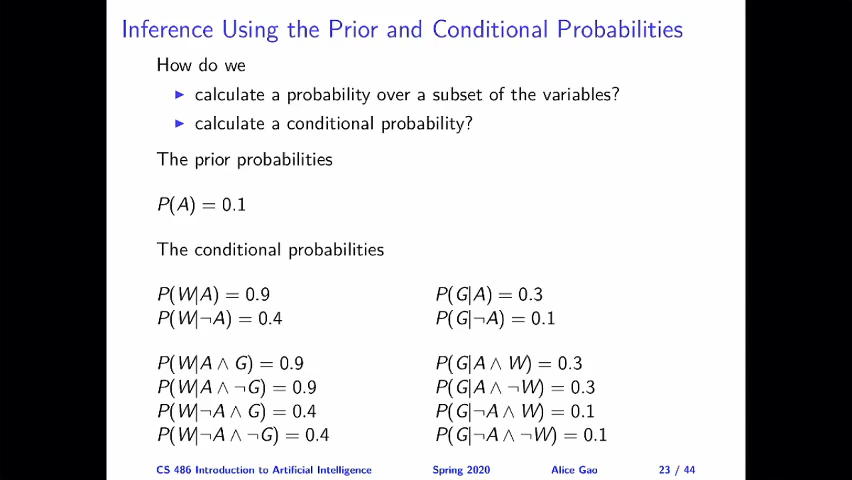 Inference Using the Prior and Conditional Probabilities
How do we
▶ calculate a probability over a subset of the variables?
▶ calculate a conditional probability?
The prior probabilities
P(A) = 0.1
The conditional probabilities
P(W|A) = 0.9 P(G|A) = 0.3
P(W|¬A) = 0.4 P(G|¬A) = 0.1
P(W|A ∧ G) = 0.9 P(G|A ∧ W) = 0.3
P(W|A ∧ ¬G) = 0.9 P(G|A ∧ ¬W) = 0.3
P(W|¬A ∧ G) = 0.4 P(G|¬A ∧ W) = 0.1
P(W|¬A ∧ ¬G) = 0.4 P(G|¬A ∧ ¬W) = 0.1
CS 486 Introduction to Artificial Intelligence Spring 2020 Alice Gao 23 / 44